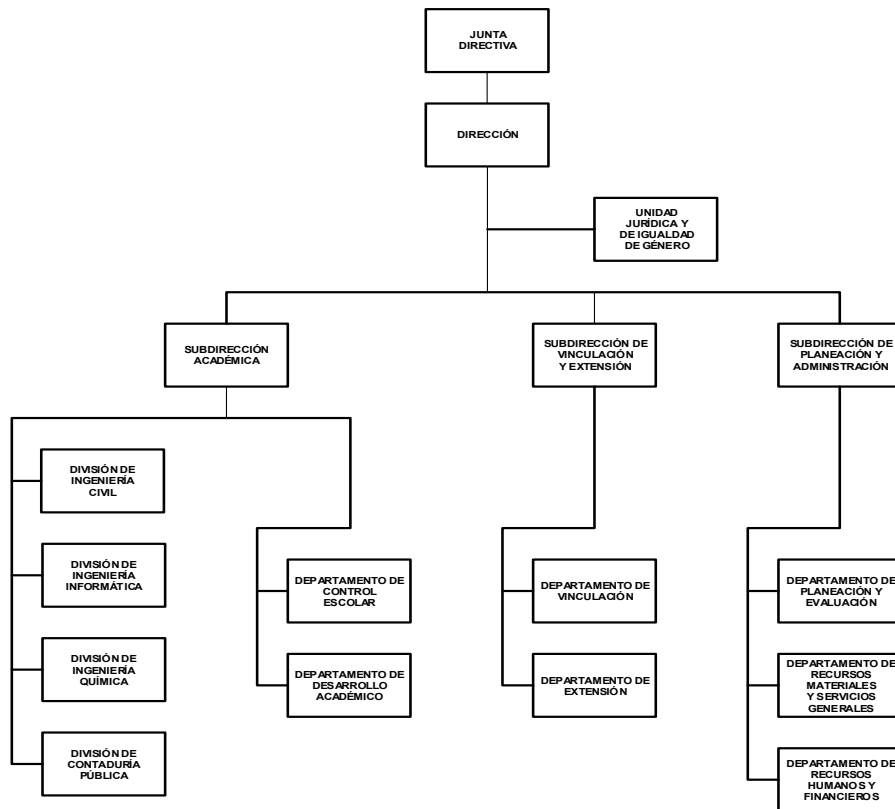 JUNTA
DIRECTIVA
DIRECCIÓN
UNIDAD
JURÍDICA Y
DE IGUALDAD
DE GÉNERO
SUBDIRECCIÓN
ACADÉMICA
SUBDIRECCIÓN DE
VINCULACIÓN
Y EXTENSIÓN
SUBDIRECCIÓN DE
PLANEACIÓN Y
ADMINISTRACIÓN
DIVISIÓN DE
INGENIERÍA
CIVIL
DIVISIÓN DE
INGENIERÍA
INFORMÁTICA
DIVISIÓN DE
INGENIERÍA
QUÍMICA
DIVISIÓN DE
CONTADURÍA
PÚBLICA
DEPARTAMENTO DE
CONTROL
ESCOLAR
DEPARTAMENTO DE
DESARROLLO
ACADÉMICO
DEPARTAMENTO DE
VINCULACIÓN
DEPARTAMENTO DE
EXTENSIÓN
DEPARTAMENTO DE
PLANEACIÓN Y
EVALUACIÓN
DEPARTAMENTO DE
RECURSOS
MATERIALES
Y SERVICIOS
GENERALES
DEPARTAMENTO DE
RECURSOS
HUMANOS Y
FINANCIEROS